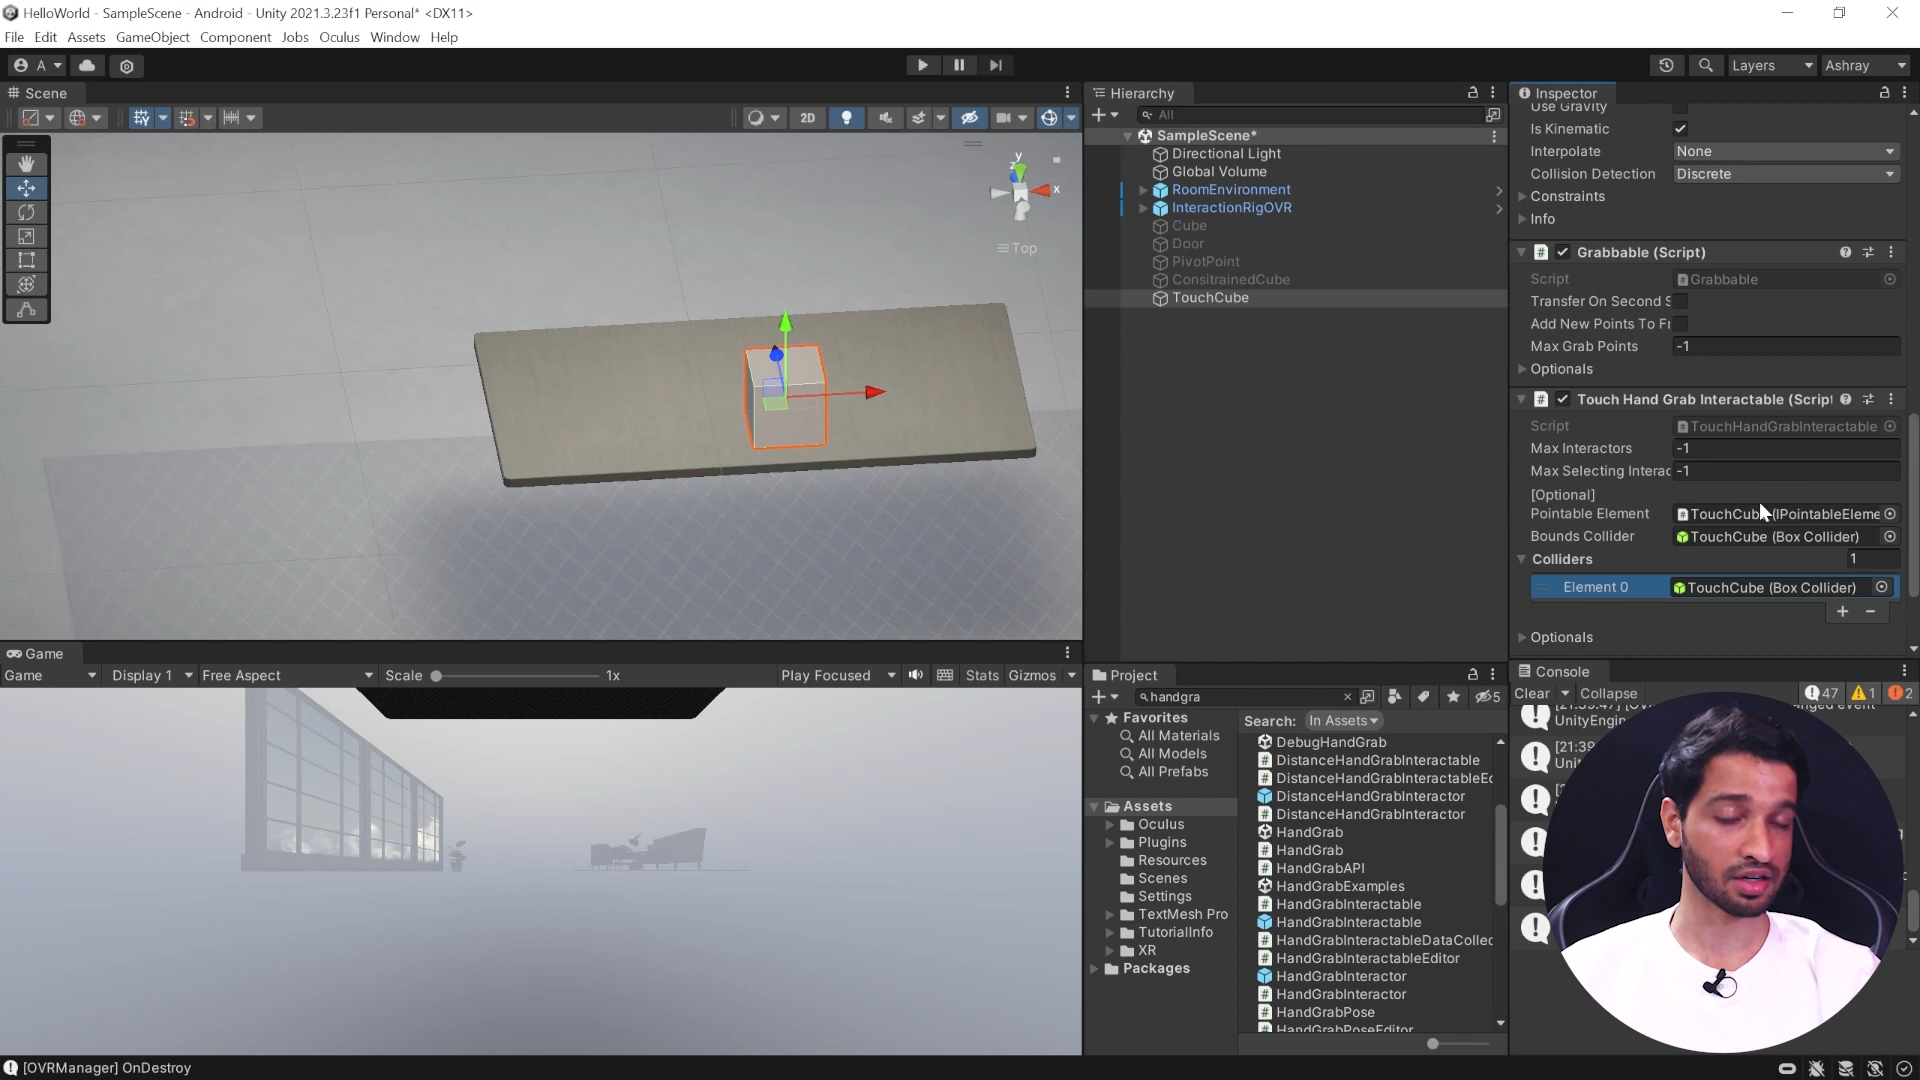 HelloWorld - SampleScene - Android - Unity 2021.3.23f1 Personal* <DX11>
File Edit Assets GameObject Component Jobs Oculus Window Help
A
Layers
Ashray
Scene
2D
y
z
x
Top
Game
Game
Display 1
Free Aspect
Scale
1x
Play Focused
Stats
Gizmos
Hierarchy
All
SampleScene*
Directional Light
Global Volume
RoomEnvironment
InteractionRigOVR
Cube
Door
PivotPoint
ConsitrainedCube
TouchCube
Project
handgra
5
Favorites
All Materials
All Models
All Prefabs
Assets
Oculus
Plugins
Resources
Scenes
Settings
TextMesh Pro
TutorialInfo
XR
Packages
Search: In Assets
DebugHandGrab
DistanceHandGrabInteractable
DistanceHandGrabInteractableEc
DistanceHandGrabInteractor
DistanceHandGrabInteractor
HandGrab
HandGrab
HandGrabAPI
HandGrabExamples
HandGrabInteractable
HandGrabInteractable
HandGrabInteractableDataCollec
HandGrabInteractableEditor
HandGrabInteractor
HandGrabInteractor
HandGrabPose
HandGrabPoseEditor
Inspector
Use Gravity
Is Kinematic
Interpolate None
Collision Detection Discrete
Constraints
Info
Grabbable (Script)
Script Grabbable
Transfer On Second S
Add New Points To Fi
Max Grab Points -1
Optionals
Touch Hand Grab Interactable (Script
Script TouchHandGrabInteractable
Max Interactors -1
Max Selecting Interac -1
[Optional]
Pointable Element TouchCube (IPointableEleme
Bounds Collider TouchCube (Box Collider)
Colliders 1
Element 0 TouchCube (Box Collider)
+ -
Optionals
Console
Clear Collapse 47 1 2
UnityEngin
[21:39
Unit
[OVRManager] OnDestroy